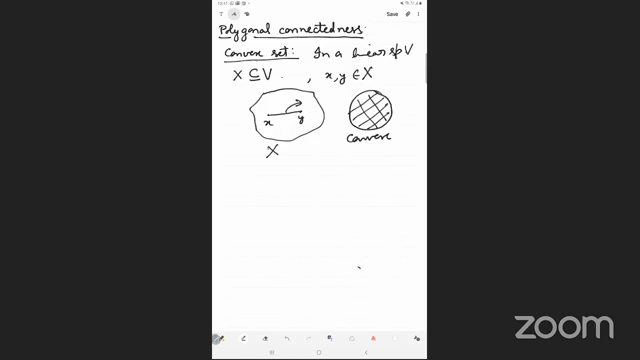 Polygonal connectedness:
Convex set: In a linear sp V
X ⊆ V , x, y ∈ X
x y
X
Convex
Save
zoom